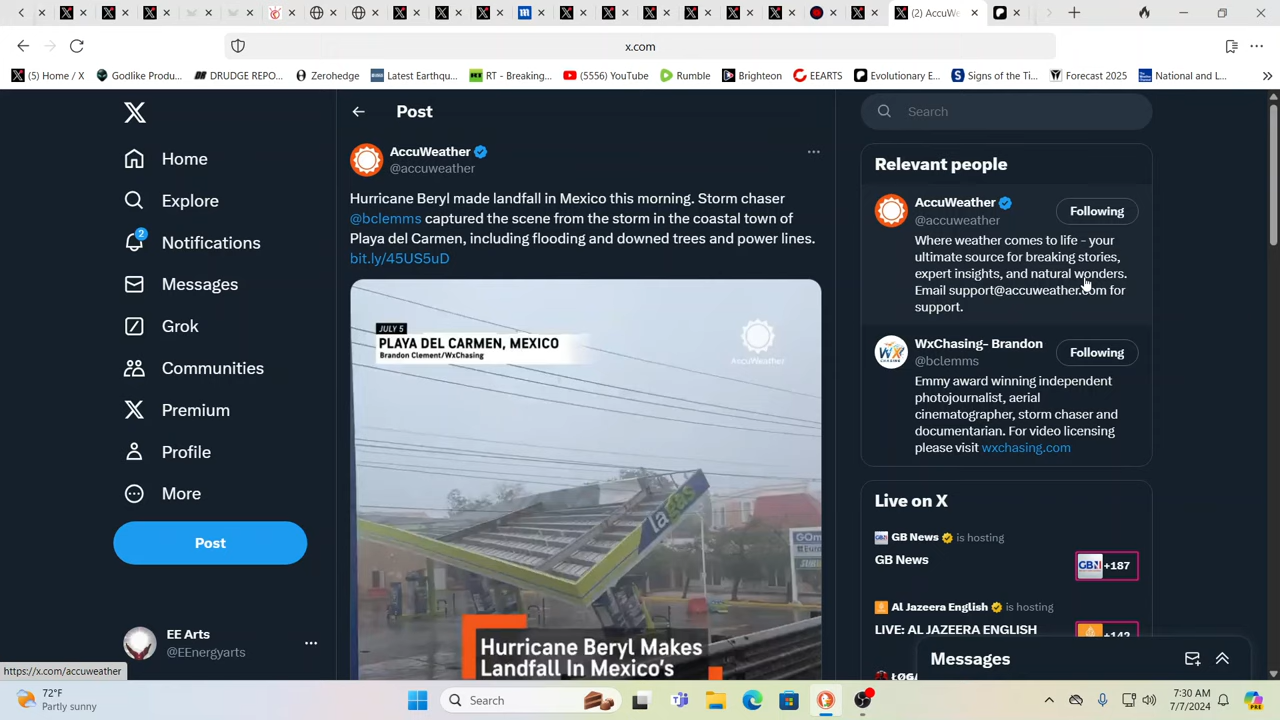 (2) AccuWe
x.com
(5) Home / X
Godlike Produ...
DRUDGE REPO...
Zerohedge
Latest Earthqu...
RT - Breaking...
(5556) YouTube
Rumble
Brighteon
EEARTS
Evolutionary E...
Signs of the Ti...
Forecast 2025
National and L...
Home
Explore
2
Notifications
Messages
Grok
Communities
Premium
Profile
More
Post
EE Arts
@EEnergyarts
https://x.com/accuweather
Post
AccuWeather
@accuweather
Hurricane Beryl made landfall in Mexico this morning. Storm chaser
@bclemms captured the scene from the storm in the coastal town of
Playa del Carmen, including flooding and downed trees and power lines.
bit.ly/45US5uD
JULY 5
PLAYA DEL CARMEN, MEXICO
Brandon Clement/WxChasing
AccuWeather
la gas
Hurricane Beryl Makes
Landfall In Mexico's
Search
Relevant people
AccuWeather
@accuweather
Following
Where weather comes to life - your
ultimate source for breaking stories,
expert insights, and natural wonders.
Email support@accuweather.com for
support.
WxChasing- Brandon
@bclemms
Following
Emmy award winning independent
photojournalist, aerial
cinematographer, storm chaser and
documentarian. For video licensing
please visit wxchasing.com
Live on X
GB News is hosting
GB News
GBN +187
Al Jazeera English is hosting
LIVE: AL JAZEERA ENGLISH
+142
Messages
72°F
Partly sunny
Search
7:30 AM
7/7/2024
PRE